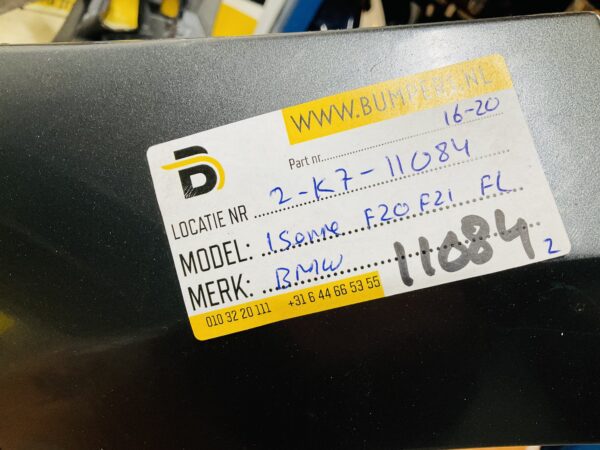 WWW.BUMPERS.NL
B
16-20
Part nr
LOCATIE NR 2-K7-11084
MODEL: 1 Serie F20 F21 FL
MERK: BMW
11084
2
010 32 20 111 +31 6 44 66 53 55